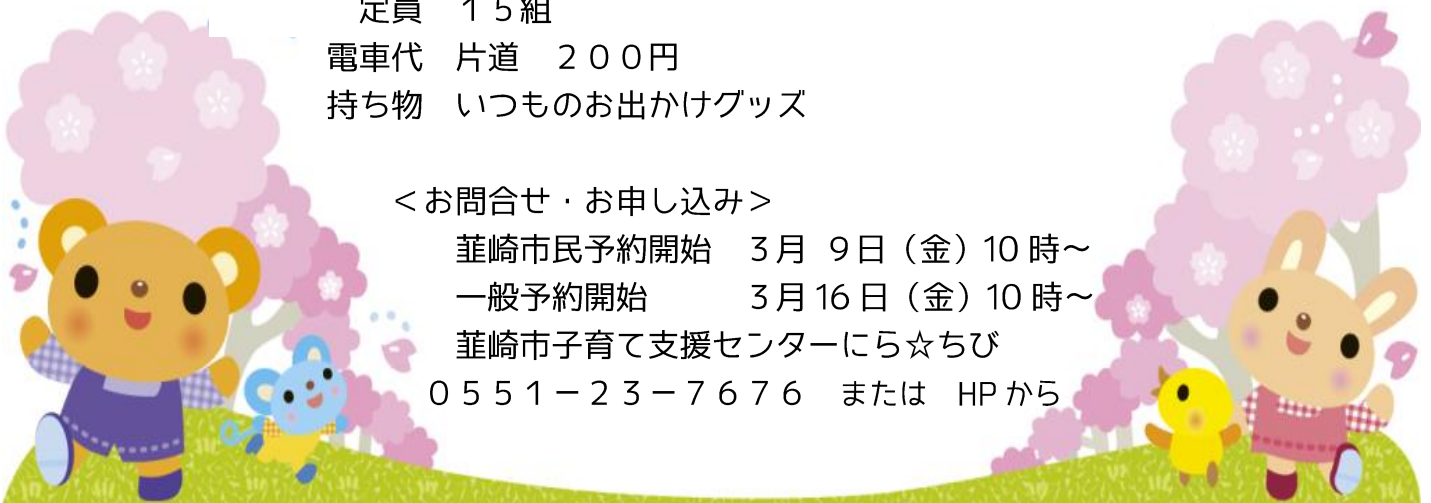 定員　１５組
電車代　片道　２００円
持ち物　いつものお出かけグッズ
＜お問合せ・お申し込み＞
韮崎市民予約開始　３月 ９日（金）10 時～
一般予約開始　　　３月 16 日（金）10 時～
韮崎市子育て支援センターにら☆ちび
０５５１－２３－７６７６　または　HP から